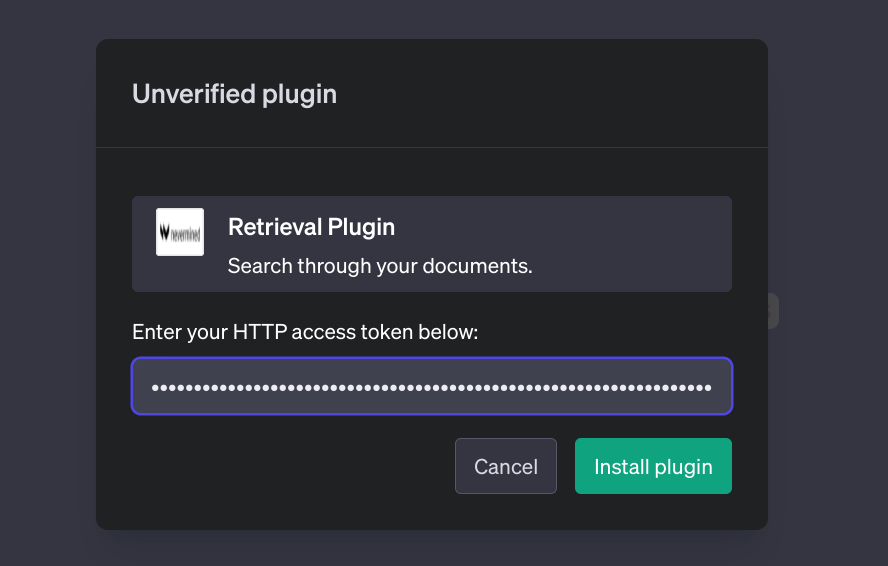 Unverified plugin
nevermined
Retrieval Plugin
Search through your documents.
Enter your HTTP access token below:
Cancel
Install plugin